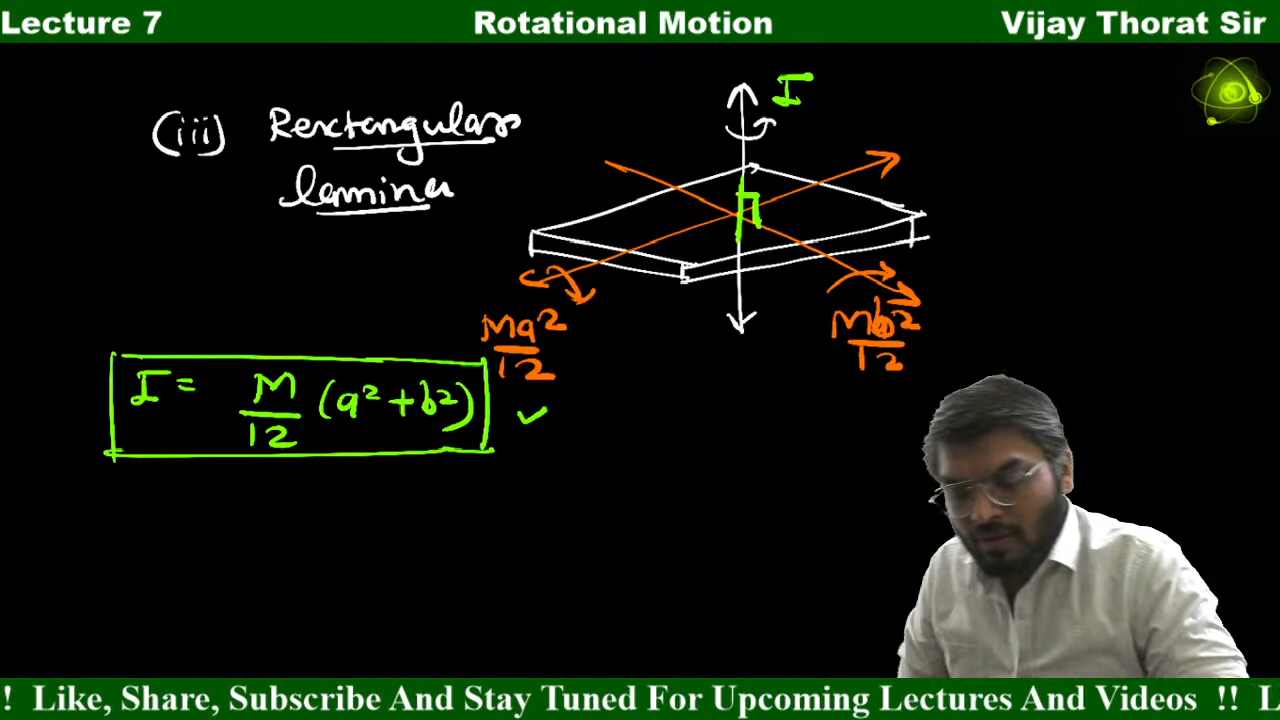 Lecture 7 Rotational Motion Vijay Thorat Sir
(iii) Rectangular
lamina
I
Ma²
12
Mb²
12
I = M/12 (a² + b²) ✓
! Like, Share, Subscribe And Stay Tuned For Upcoming Lectures And Videos !! L